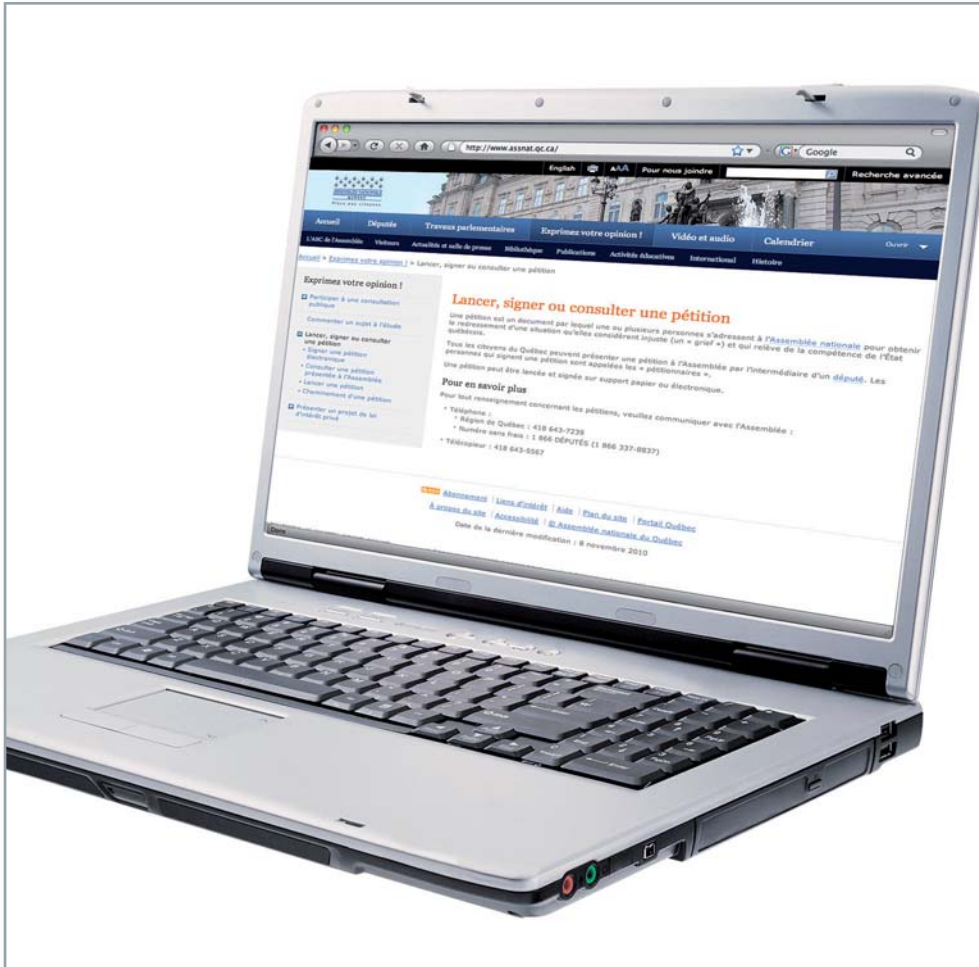 http://www.assnat.qc.ca/
Google
English AAA Pour nous joindre Recherche avancée
ASSEMBLÉE NATIONALE
QUÉBEC
Place aux citoyens
Accueil Députés Travaux parlementaires Exprimez votre opinion ! Vidéo et audio Calendrier Ouvrir
L'ABC de l'Assemblée Visiteurs Actualités et salle de presse Bibliothèque Publications Activités éducatives International Histoire
Accueil > Exprimez votre opinion ! > Lancer, signer ou consulter une pétition
Exprimez votre opinion !
Participer à une consultation
publique
Commenter un sujet à l'étude
Lancer, signer ou consulter
une pétition
• Signer une pétition
électronique
• Consulter une pétition
présentée à l'Assemblée
• Lancer une pétition
• Cheminement d'une pétition
Présenter un projet de loi
d'intérêt privé
Lancer, signer ou consulter une pétition
Une pétition est un document par lequel une ou plusieurs personnes s'adressent à l'Assemblée nationale pour obtenir
le redressement d'une situation qu'elles considèrent injuste (un « grief ») et qui relève de la compétence de l'État
québécois.
Tous les citoyens du Québec peuvent présenter une pétition à l'Assemblée par l'intermédiaire d'un député. Les
personnes qui signent une pétition sont appelées les « pétitionnaires ».
Une pétition peut être lancée et signée sur support papier ou électronique.
Pour en savoir plus
Pour tout renseignement concernant les pétitions, veuillez communiquer avec l'Assemblée :
• Téléphone :
• Région de Québec : 418 643-7239
• Numéro sans frais : 1 866 DÉPUTÉS (1 866 337-8837)
• Télécopieur : 418 643-5567
Abonnement | Liens d'intérêt | Aide | Plan du site | Portail Québec
À propos du site | Accessibilité | © Assemblée nationale du Québec
Date de la dernière modification : 8 novembre 2010
Done